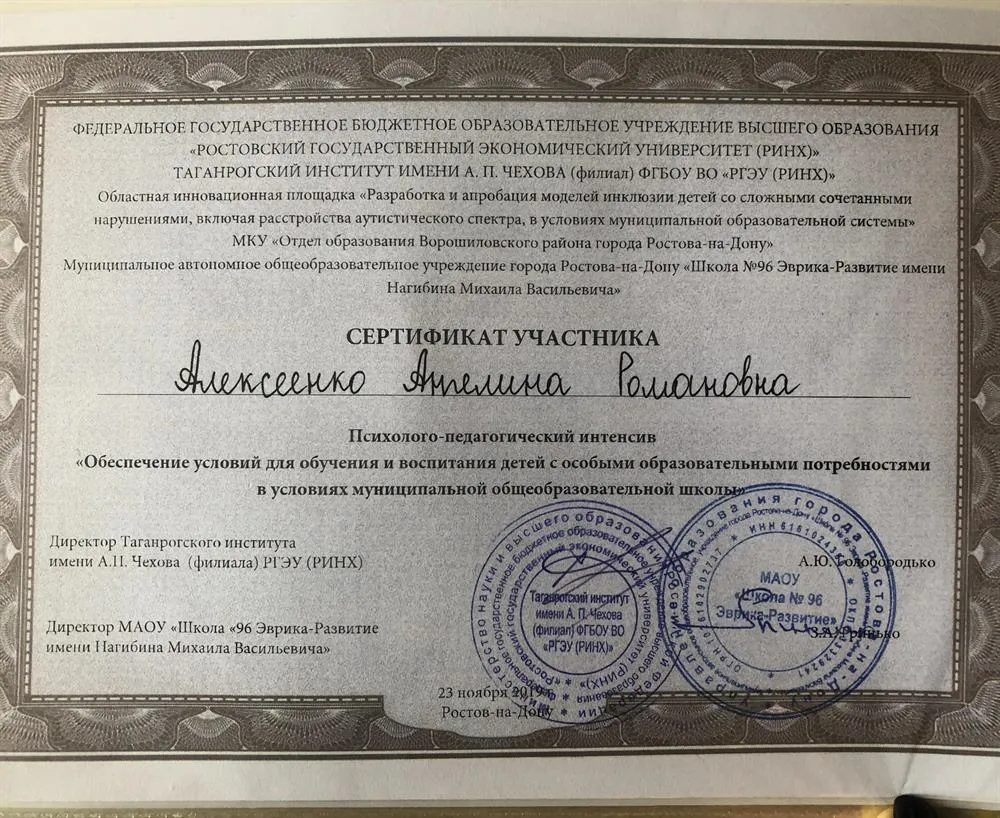 ФЕДЕРАЛЬНОЕ ГОСУДАРСТВЕННОЕ БЮДЖЕТНОЕ ОБРАЗОВАТЕЛЬНОЕ УЧРЕЖДЕНИЕ ВЫСШЕГО ОБРАЗОВАНИЯ
«РОСТОВСКИЙ ГОСУДАРСТВЕННЫЙ ЭКОНОМИЧЕСКИЙ УНИВЕРСИТЕТ (РИНХ)»
ТАГАНРОГСКИЙ ИНСТИТУТ ИМЕНИ А. П. ЧЕХОВА (филиал) ФГБОУ ВО «РГЭУ (РИНХ)»
Областная инновационная площадка «Разработка и апробация моделей инклюзии детей со сложными сочетанными
нарушениями, включая расстройства аутистического спектра, в условиях муниципальной образовательной системы»
МКУ «Отдел образования Ворошиловского района города Ростова-на-Дону»
Муниципальное автономное общеобразовательное учреждение города Ростова-на-Дону «Школа №96 Эврика-Развитие имени
Нагибина Михаила Васильевича»
СЕРТИФИКАТ УЧАСТНИКА
Алексеенко Ангелина Романовна
Психолого-педагогический интенсив
«Обеспечение условий для обучения и воспитания детей с особыми образовательными потребностями
в условиях муниципальной общеобразовательной школы»
Директор Таганрогского института
имени А.П. Чехова (филиала) РГЭУ (РИНХ)
А.Ю. Голобородько
Директор МАОУ «Школа «96 Эврика-Развитие
имени Нагибина Михаила Васильевича»
Таганрогский институт
имени А. П. Чехова
(филиал) ФГБОУ ВО
«РГЭУ (РИНХ)»
МАОУ
«Школа № 96
Эврика-Развитие»
23 ноября 2019 г.
Ростов-на-Дону